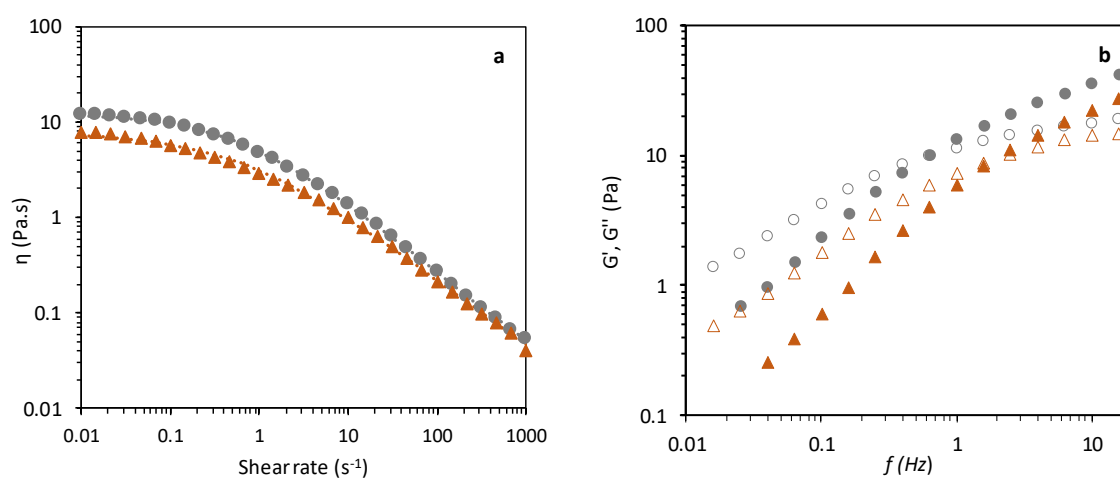 100
a
10
η (Pa.s)
1
0.1
0.01
0.01 0.1 1 10 100 1000
Shear rate (s⁻¹)
100
b
10
G', G'' (Pa)
1
0.1
0.01 0.1 1 10
f (Hz)